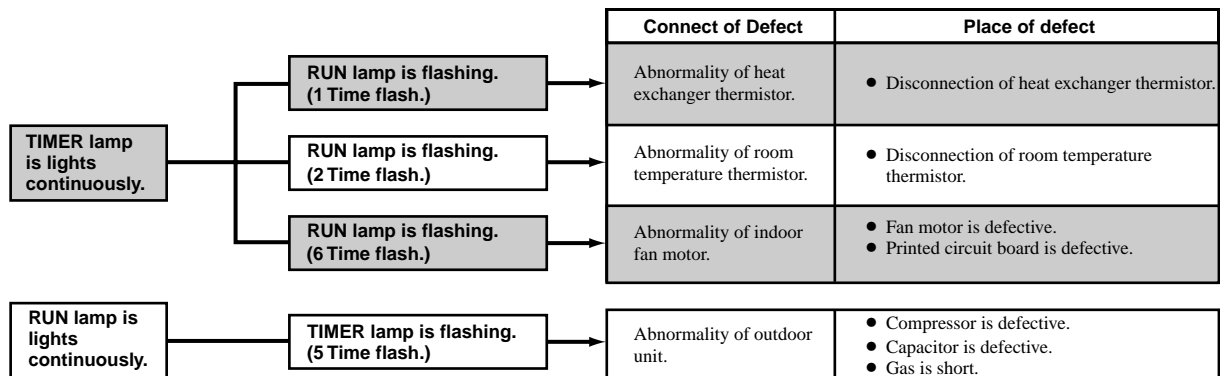 Connect of Defect
Place of defect
TIMER lamp
is lights
continuously.
RUN lamp is flashing.
(1 Time flash.)
Abnormality of heat
exchanger thermistor.
● Disconnection of heat exchanger thermistor.
RUN lamp is flashing.
(2 Time flash.)
Abnormality of room
temperature thermistor.
● Disconnection of room temperature
thermistor.
RUN lamp is flashing.
(6 Time flash.)
Abnormality of indoor
fan motor.
● Fan motor is defective.
● Printed circuit board is defective.
RUN lamp is
lights
continuously.
TIMER lamp is flashing.
(5 Time flash.)
Abnormality of outdoor
unit.
● Compressor is defective.
● Capacitor is defective.
● Gas is short.